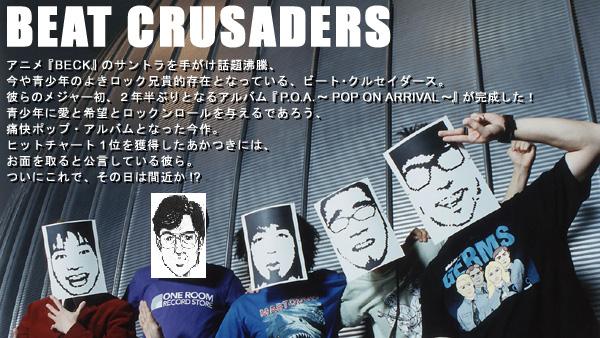 BEAT CRUSADERS
アニメ『BECK』のサントラを手がけ話題沸騰、
今や青少年のよきロック兄貴的存在となっている、ビート・クルセイダース。
彼らのメジャー初、2年半ぶりとなるアルバム『P.O.A.～POP ON ARRIVAL～』が完成した!
青少年に愛と希望とロックンロールを与えるであろう、
痛快ポップ・アルバムとなった今作。
ヒットチャート1位を獲得したあかつきには、
お面を取ると公言している彼ら。
ついにこれで、その日は間近か!?
GERMS
ONE ROOM
RECORD STORE